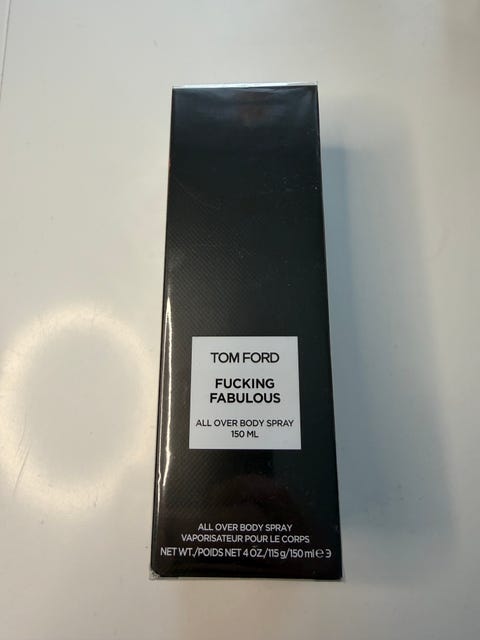 TOM FORD
FUCKING
FABULOUS
ALL OVER BODY SPRAY
150 ML
ALL OVER BODY SPRAY
VAPORISATEUR POUR LE CORPS
NET WT./POIDS NET 4 OZ./115 g/150 ml ℮ 3